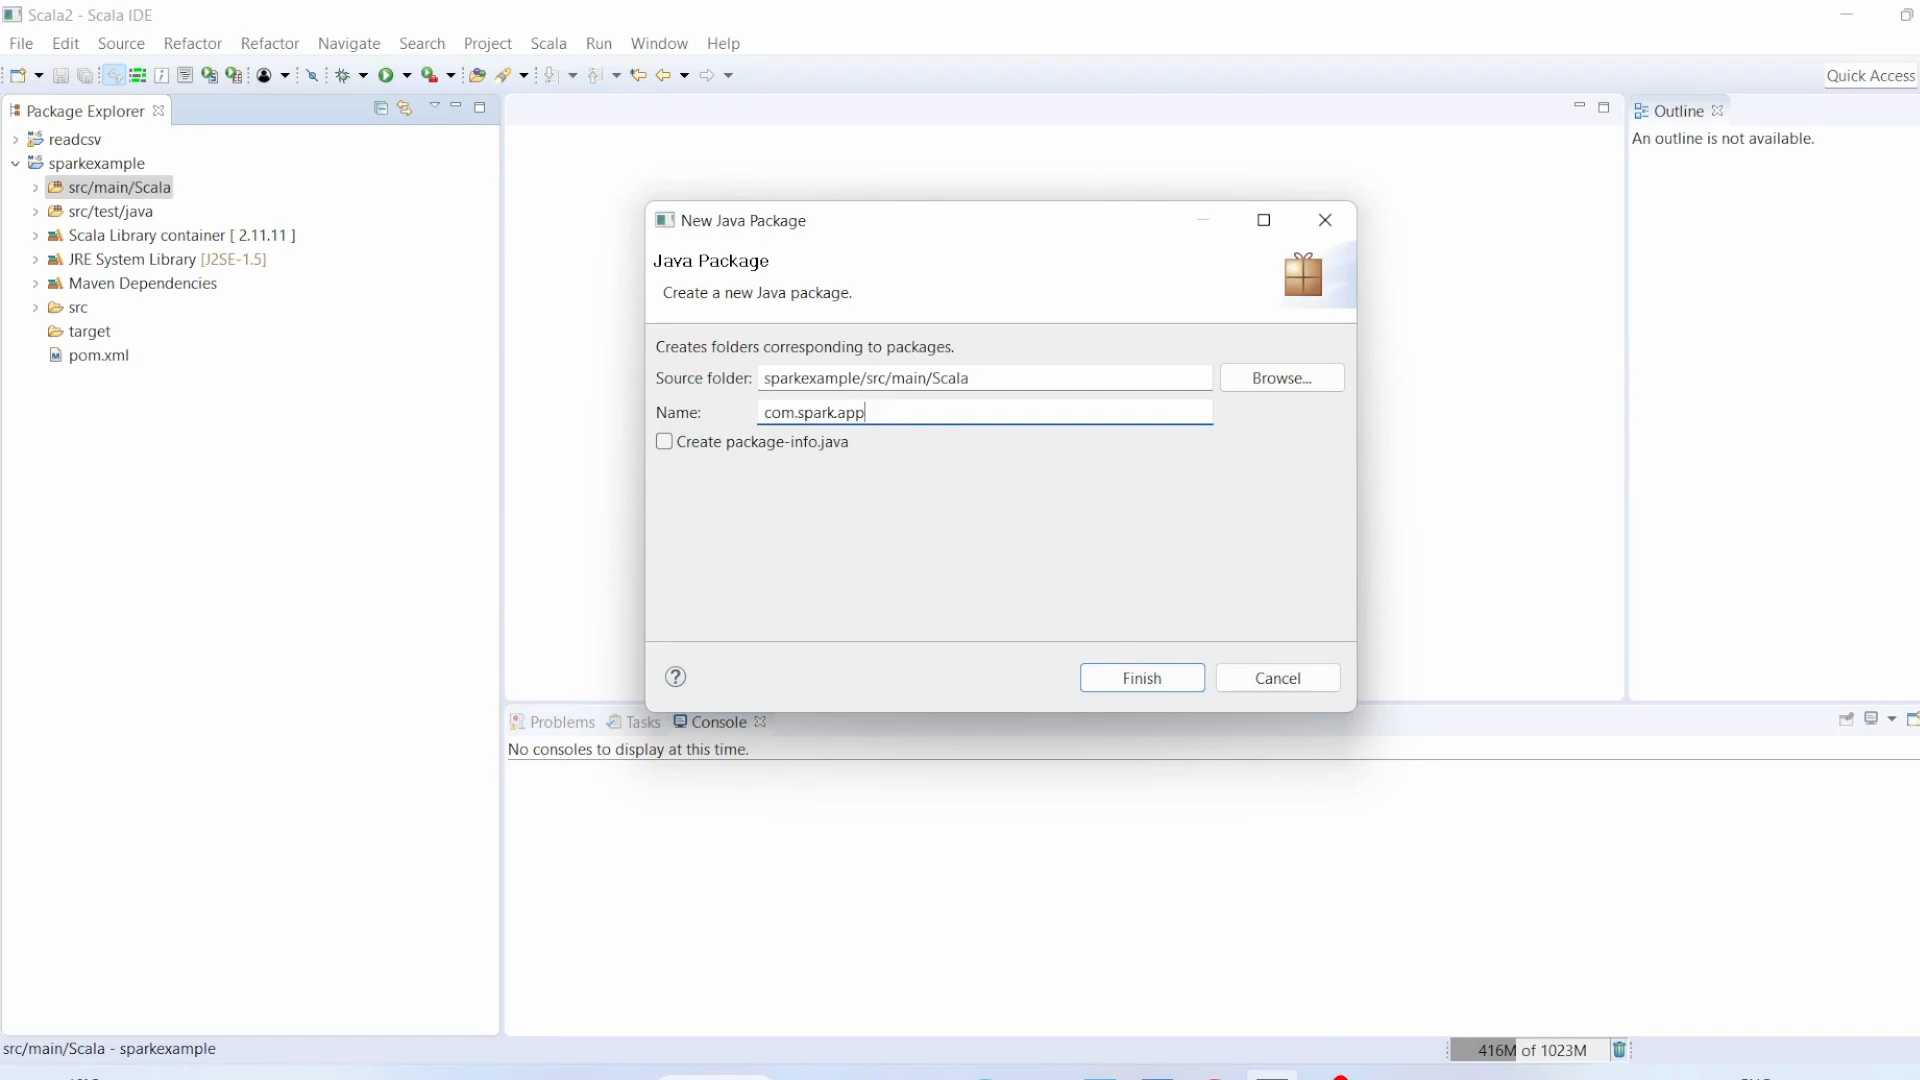 Scala2 - Scala IDE
File Edit Source Refactor Refactor Navigate Search Project Scala Run Window Help
Quick Access
Package Explorer
readcsv
sparkexample
src/main/Scala
src/test/java
Scala Library container [ 2.11.11 ]
JRE System Library [J2SE-1.5]
Maven Dependencies
src
target
pom.xml
New Java Package
Java Package
Create a new Java package.
Creates folders corresponding to packages.
Source folder: sparkexample/src/main/Scala Browse...
Name: com.spark.app
Create package-info.java
Finish Cancel
Outline
An outline is not available.
Problems Tasks Console
No consoles to display at this time.
src/main/Scala - sparkexample
416M of 1023M